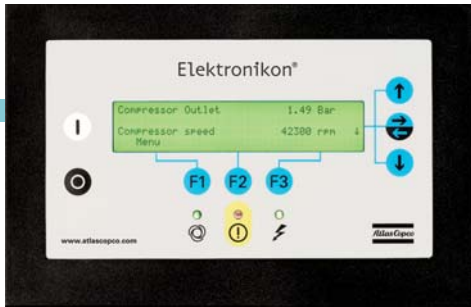 Elektronikon®
Compressor Outlet 1.49 Bar
Compressor speed 42300 rpm ↓
Menu
F1 F2 F3
www.atlascopco.com
Atlas Copco